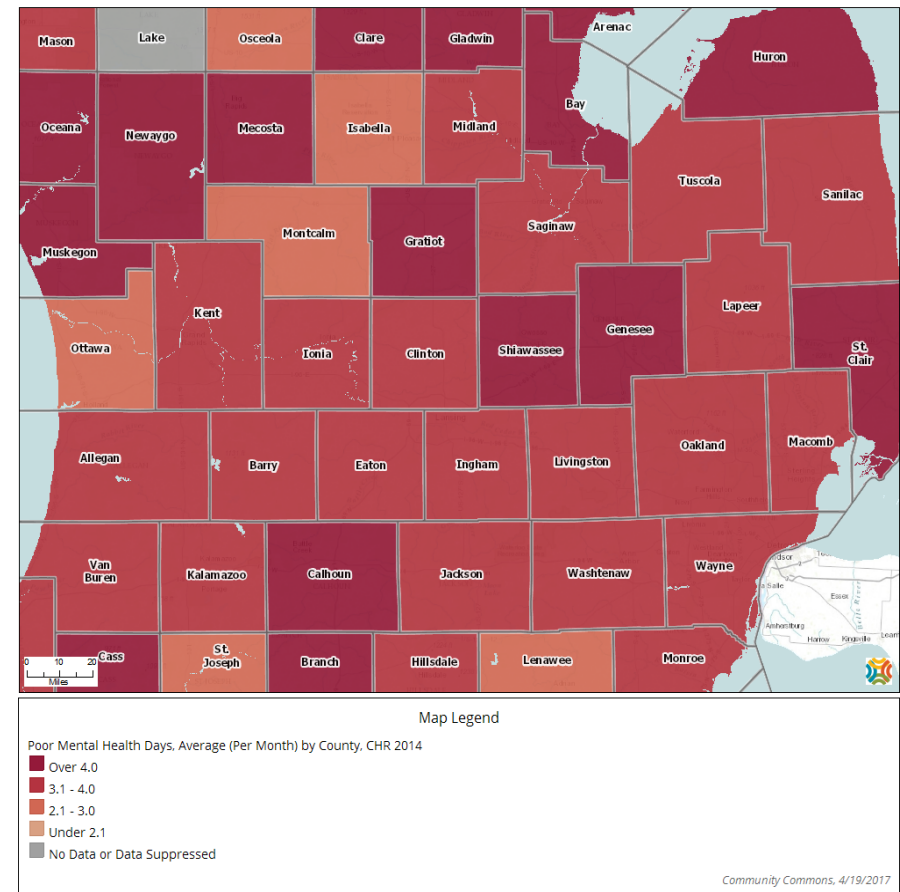 Mason
Lake
Osceola
Clare
Gladwin
Arenac
Huron
Oceana
Newaygo
Mecosta
Isabella
Midland
Bay
Tuscola
Sanilac
Muskegon
Montcalm
Gratiot
Saginaw
Ottawa
Kent
Ionia
Clinton
Shiawassee
Genesee
Lapeer
St.
Clair
Allegan
Barry
Eaton
Ingham
Livingston
Oakland
Macomb
Van
Buren
Kalamazoo
Calhoun
Jackson
Washtenaw
Wayne
Essex
Amherstburg
Harrow
Kingsville
Cass
St.
Joseph
Branch
Hillsdale
Lenawee
Monroe
0 10 20
Miles
Map Legend
Poor Mental Health Days, Average (Per Month) by County, CHR 2014
Over 4.0
3.1 - 4.0
2.1 - 3.0
Under 2.1
No Data or Data Suppressed
Community Commons, 4/19/2017